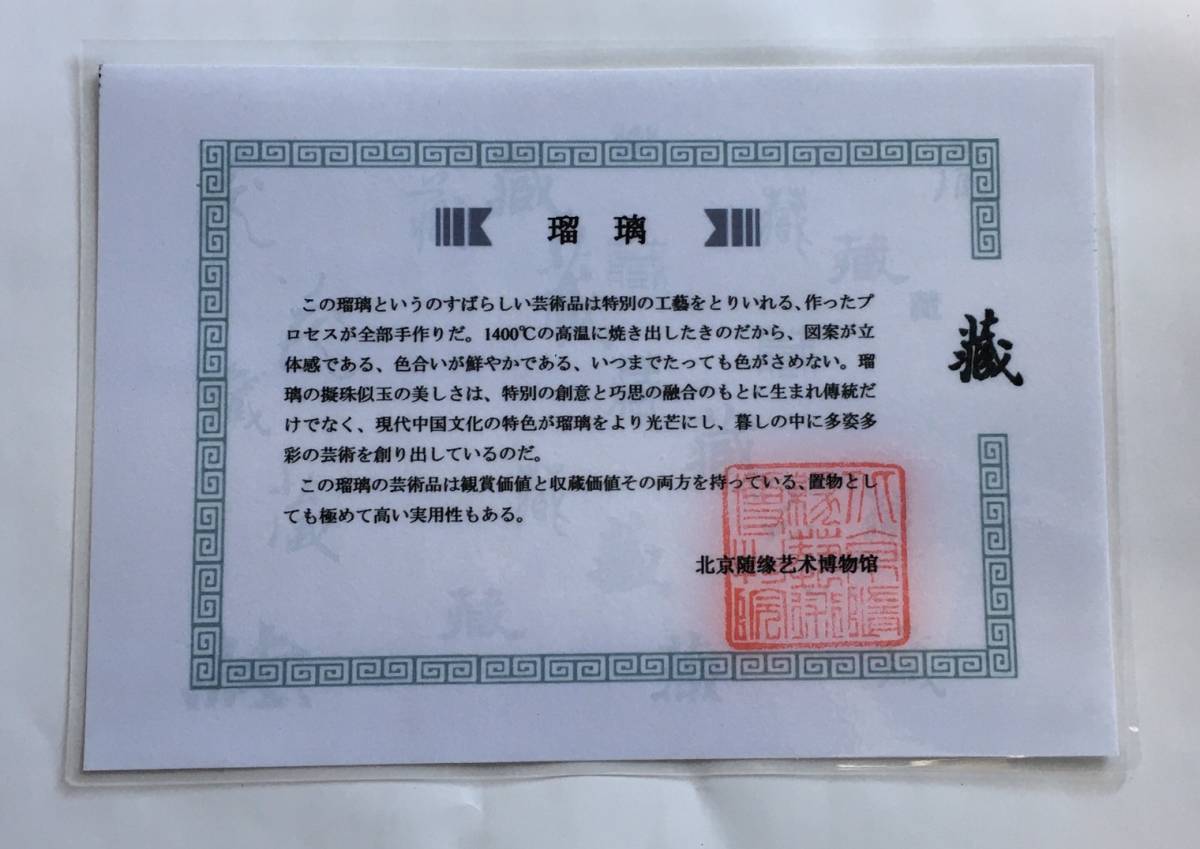 瑠璃
この瑠璃というのすばらしい芸術品は特別の工藝をとりいれる、作ったプ
ロセスが全部手作りだ。1400℃の高温に焼き出したきのだから、図案が立
体感である、色合いが鮮やかである、いつまでたっても色がさめない。瑠
璃の擬珠似玉の美しさは、特別の創意と巧思の融合のもとに生まれ傳統だ
けでなく、現代中国文化の特色が瑠璃をより光芒にし、暮しの中に多姿多
彩の芸術を創り出しているのだ。
この瑠璃の芸術品は観賞価値と収蔵価値その両方を持っている、置物とし
ても極めて高い実用性もある。
北京随缘艺术博物馆
藏